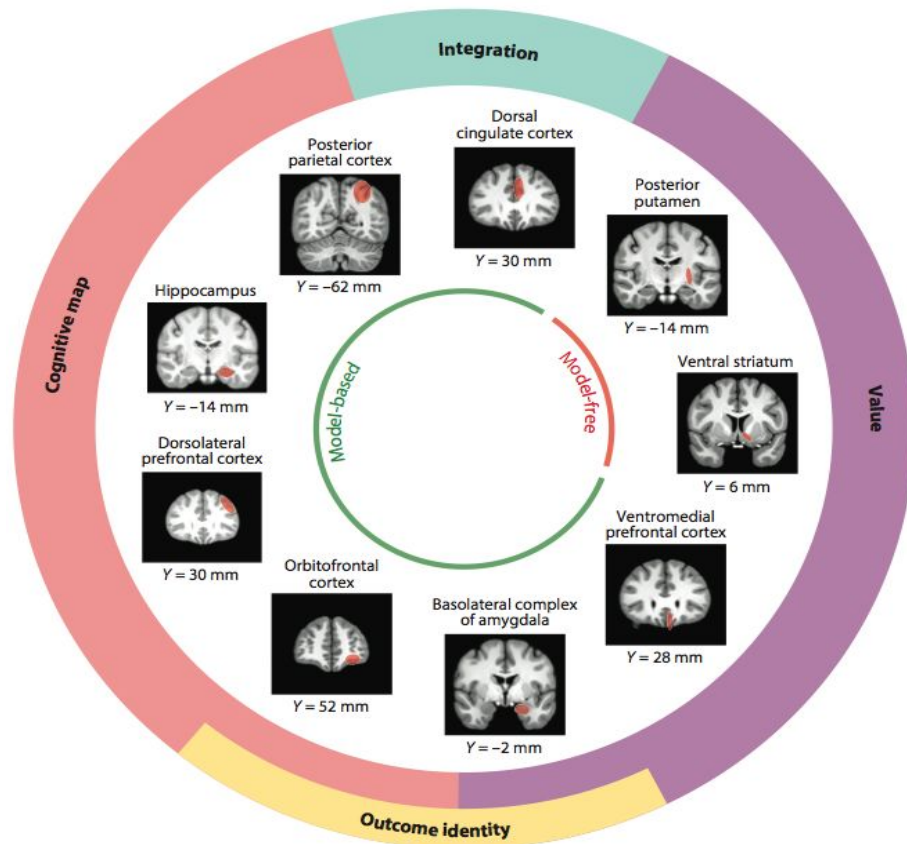 Integration
Dorsal
cingulate cortex
Y = 30 mm
Posterior
parietal cortex
Y = –62 mm
Posterior
putamen
Y = –14 mm
Hippocampus
Y = –14 mm
Cognitive map
Model-based
Model-free
Ventral striatum
Y = 6 mm
Value
Dorsolateral
prefrontal cortex
Y = 30 mm
Ventromedial
prefrontal cortex
Y = 28 mm
Orbitofrontal
cortex
Y = 52 mm
Basolateral complex
of amygdala
Y = –2 mm
Outcome identity